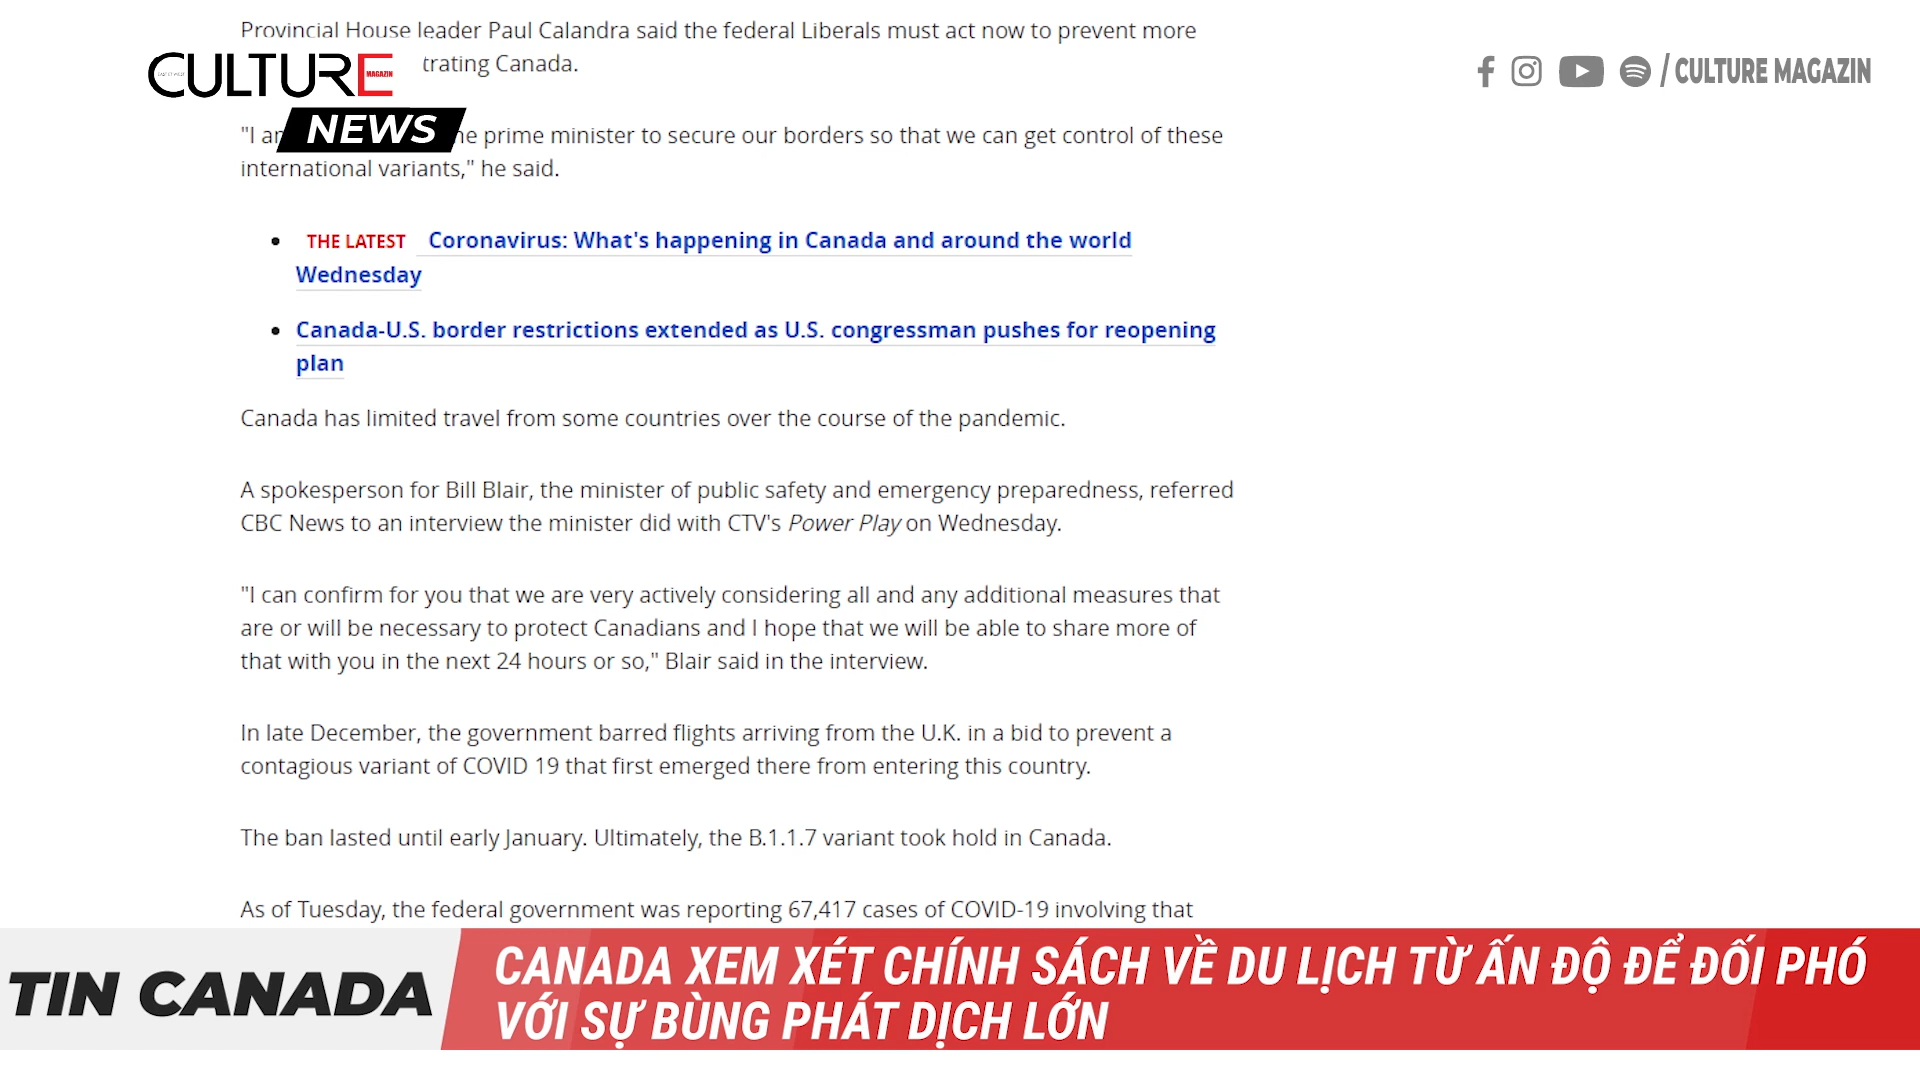 Provincial House leader Paul Calandra said the federal Liberals must act now to prevent more
trating Canada.
CULTURE
MAGAZIN
NEWS
/ CULTURE MAGAZIN
"I a he prime minister to secure our borders so that we can get control of these
international variants," he said.
• THE LATEST Coronavirus: What's happening in Canada and around the world
Wednesday
• Canada-U.S. border restrictions extended as U.S. congressman pushes for reopening
plan
Canada has limited travel from some countries over the course of the pandemic.
A spokesperson for Bill Blair, the minister of public safety and emergency preparedness, referred
CBC News to an interview the minister did with CTV's Power Play on Wednesday.
"I can confirm for you that we are very actively considering all and any additional measures that
are or will be necessary to protect Canadians and I hope that we will be able to share more of
that with you in the next 24 hours or so," Blair said in the interview.
In late December, the government barred flights arriving from the U.K. in a bid to prevent a
contagious variant of COVID 19 that first emerged there from entering this country.
The ban lasted until early January. Ultimately, the B.1.1.7 variant took hold in Canada.
As of Tuesday, the federal government was reporting 67,417 cases of COVID-19 involving that
TIN CANADA
CANADA XEM XÉT CHÍNH SÁCH VỀ DU LỊCH TỪ ẤN ĐỘ ĐỂ ĐỐI PHÓ
VỚI SỰ BÙNG PHÁT DỊCH LỚN